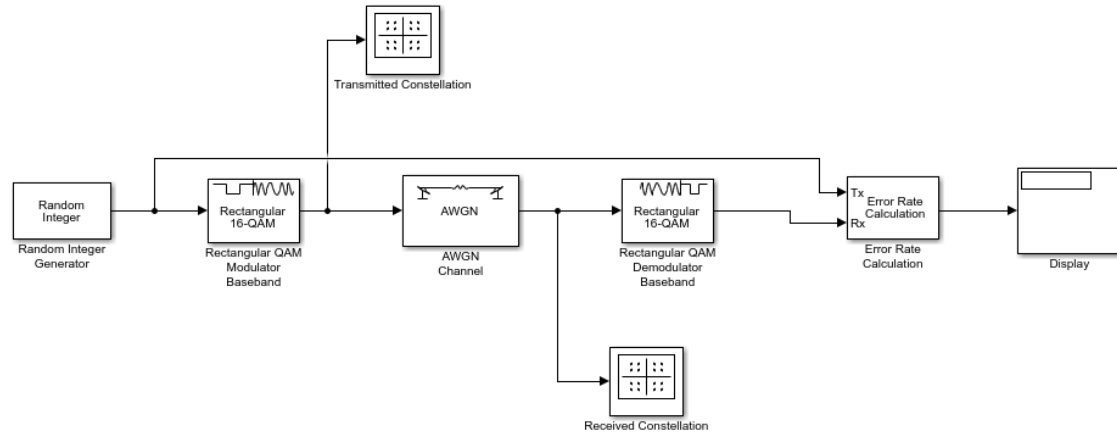 Transmitted Constellation
Random
Integer
Random Integer
Generator
Rectangular
16-QAM
Rectangular QAM
Modulator
Baseband
AWGN
AWGN
Channel
Rectangular
16-QAM
Rectangular QAM
Demodulator
Baseband
Tx
Rx
Error Rate
Calculation
Error Rate
Calculation
Display
Received Constellation